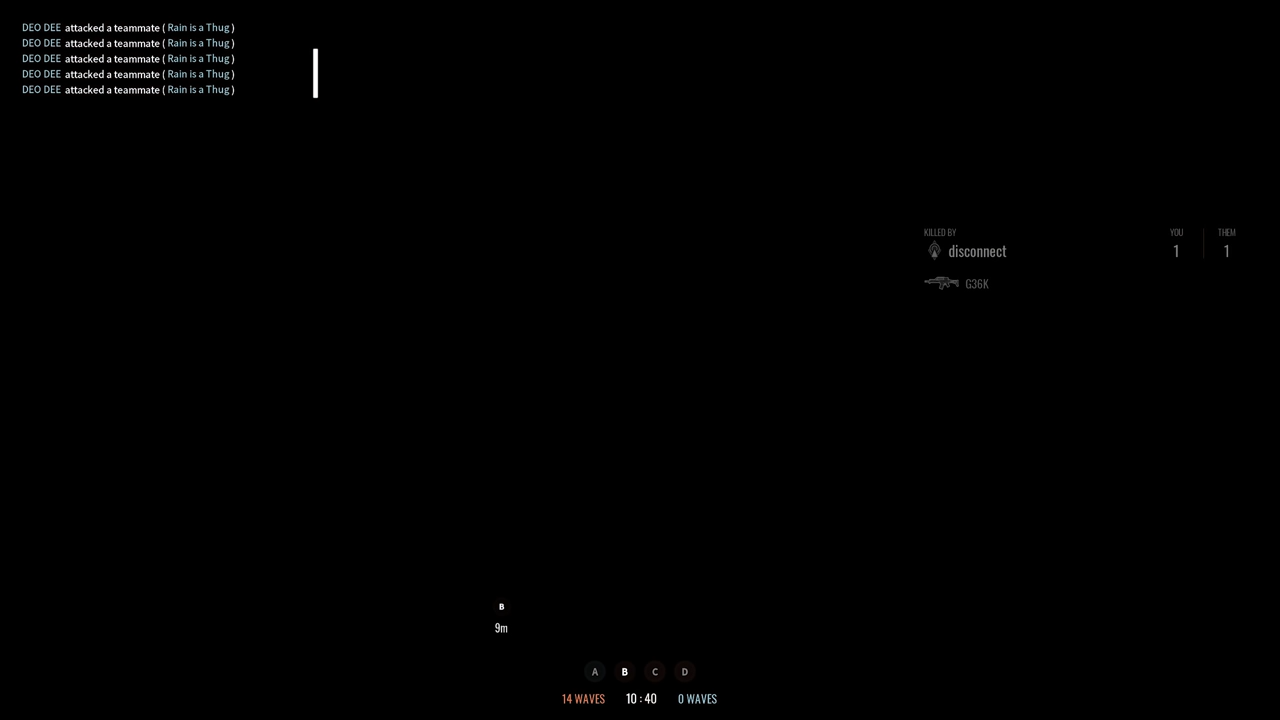 DEO DEE attacked a teammate ( Rain is a Thug )
DEO DEE attacked a teammate ( Rain is a Thug )
DEO DEE attacked a teammate ( Rain is a Thug )
DEO DEE attacked a teammate ( Rain is a Thug )
DEO DEE attacked a teammate ( Rain is a Thug )
KILLED BY YOU THEM
disconnect 1 1
G36K
B
9m
A B C D
14 WAVES 10 : 40 0 WAVES